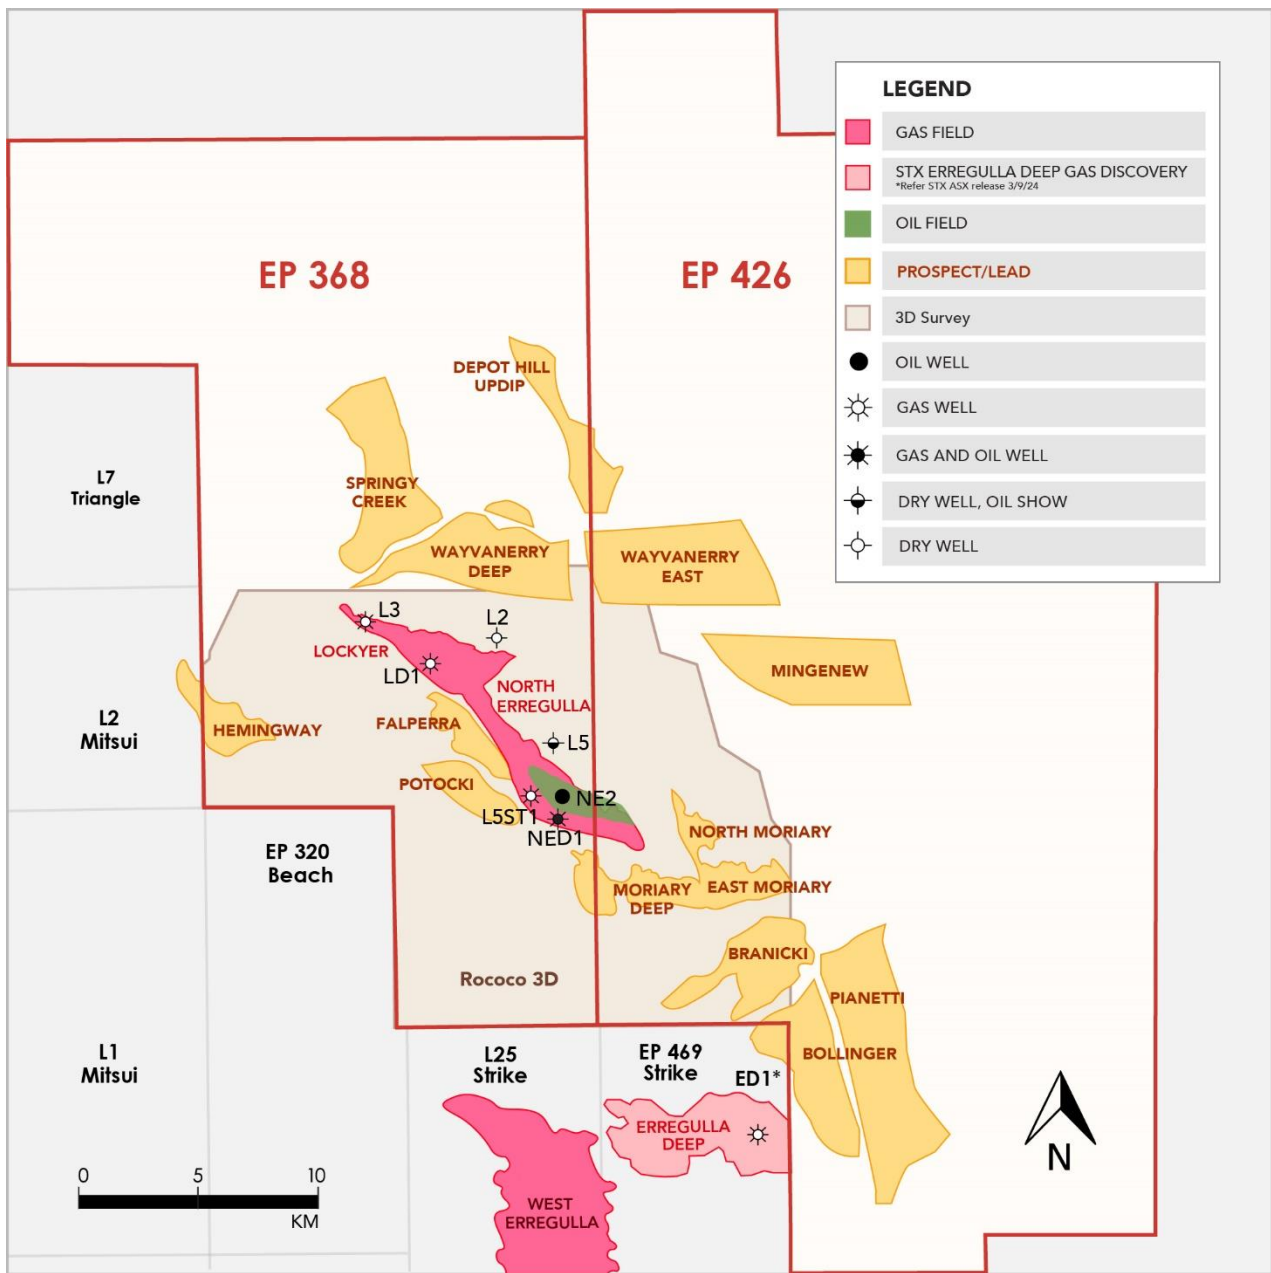 LEGEND
GAS FIELD
STX ERREGULLA DEEP GAS DISCOVERY
*Refer STX ASX release 3/9/24
OIL FIELD
PROSPECT/LEAD
3D Survey
OIL WELL
GAS WELL
GAS AND OIL WELL
DRY WELL, OIL SHOW
DRY WELL
EP 368
EP 426
DEPOT HILL
UPDIP
L7
Triangle
SPRINGY
CREEK
WAYVANERRY
DEEP
WAYVANERRY
EAST
L3
L2
LOCKYER
LD1
NORTH
ERREGULLA
MINGENEW
L2
Mitsui
HEMINGWAY
FALPERRA
L5
POTOCKI
NE2
L5ST1
NED1
NORTH MORIARY
EP 320
Beach
MORIARY
DEEP
EAST MORIARY
BRANICKI
Rococo 3D
PIANETTI
L1
Mitsui
L25
Strike
EP 469
Strike
BOLLINGER
ED1*
ERREGULLA
DEEP
WEST
ERREGULLA
0 5 10
KM
N